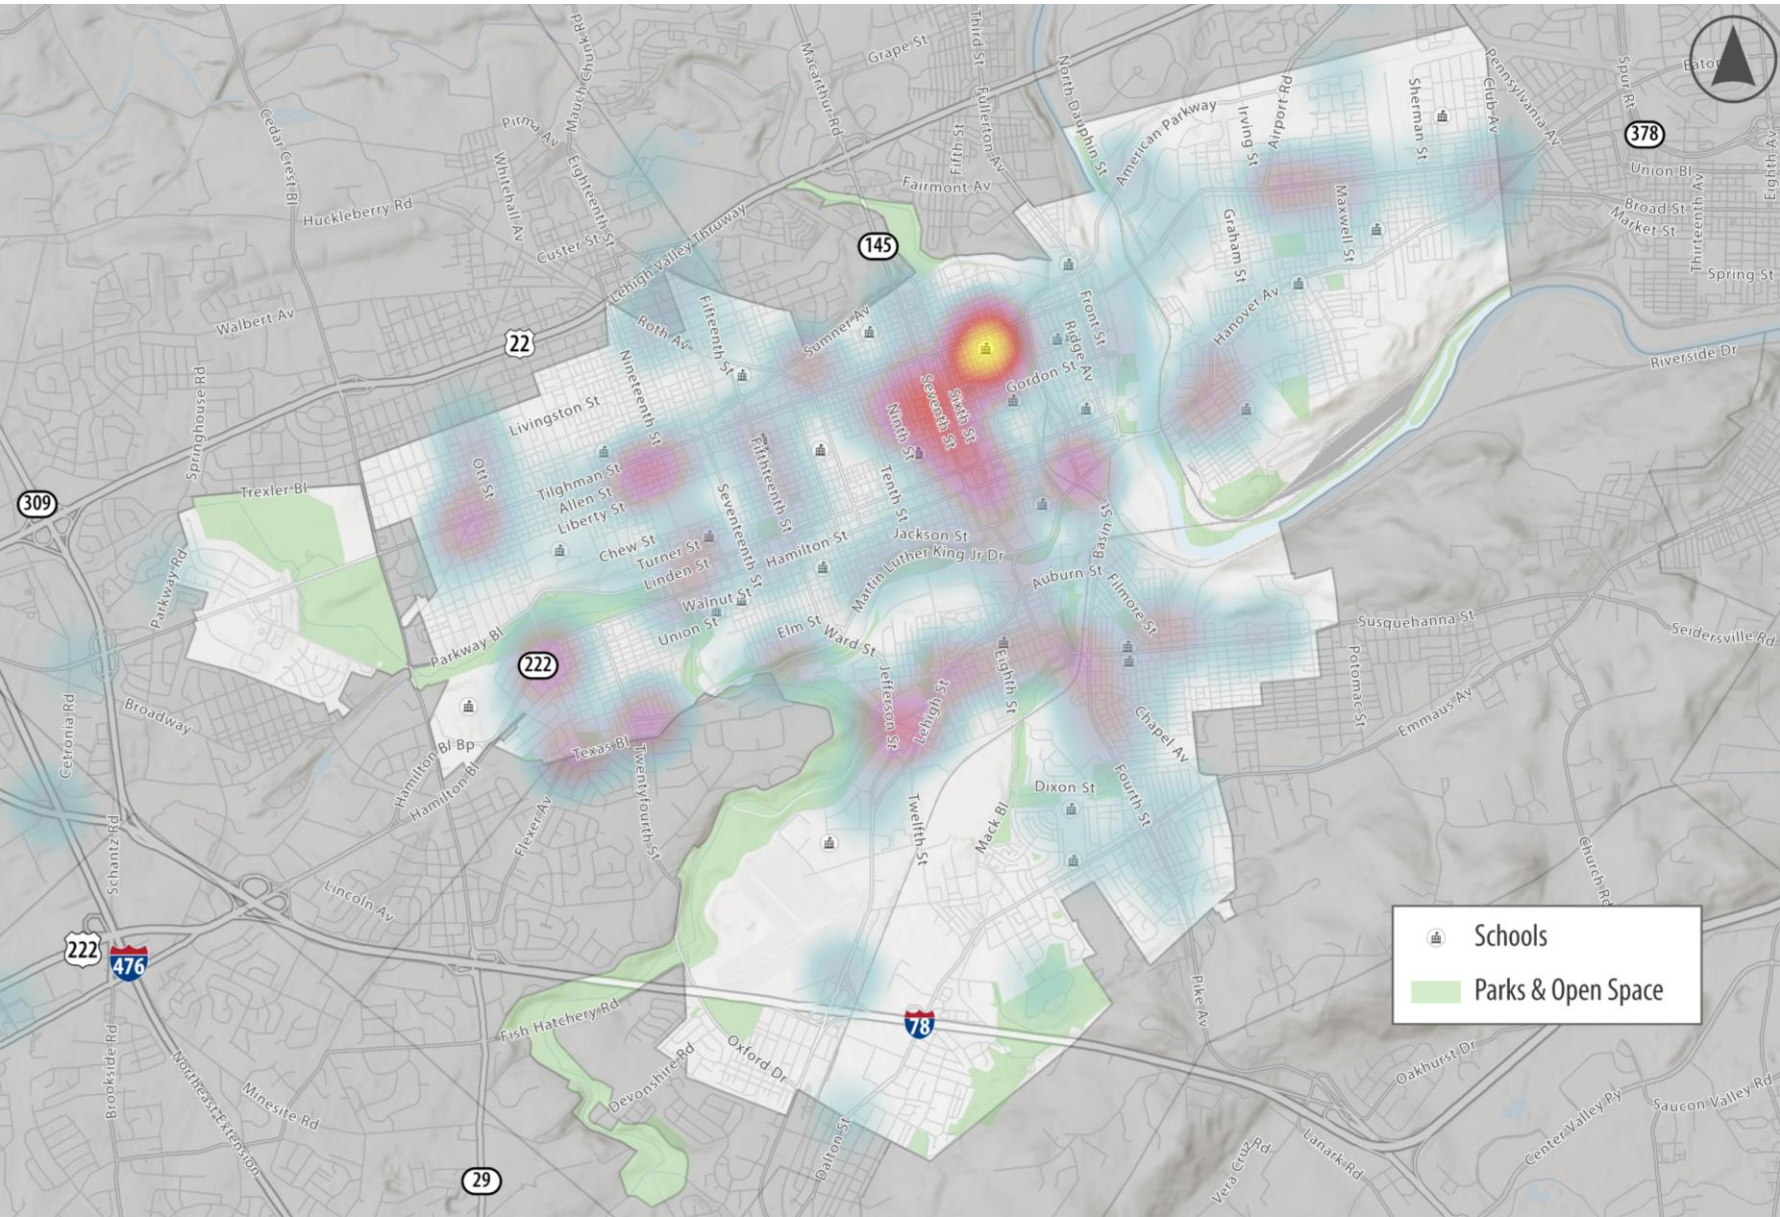 Rd
Mauch Chunk
Macarthur Rd
Grape St
Third St
Fullerton Av
Fifth St
North Dauphin St
American Parkway
Irving St
Airport Rd
Sherman St
Pennsylvania Av
Club Av
Spur Rt
378
Union Bl
Broad St
Market St
Thirteenth Av
Eighth Av
Spring St
Riverside Dr
Cedar Crest Bl
Pirma Av
Whitehall Av
Eighteenth St
Huckleberry Rd
Custer St
Lehigh Valley Thruway
Fairmont Av
145
Maxwell St
Graham St
Hanover Av
Walbert Av
22
Roth Av
Fifteenth St
Sumner Av
Front St
Ridge Av
Gordon St
Nineteenth St
Livingston St
Springhouse Rd
Seventh St
Sixth St
Ninth St
Tenth St
Fifthteenth St
Ott St
Tilghman St
Allen St
Liberty St
Trexler Bl
309
Chew St
Turner St
Linden St
Seventeenth St
Hamilton St
Jackson St
Martin Luther King Jr Dr
Basin St
Auburn St
Filmore St
Parkway Rd
Walnut St
Union St
Elm St
Ward St
Parkway Bl
222
Susquehanna St
Seidersville Rd
Potomac St
Emmaus Av
Cetronia Rd
Broadway
Jefferson St
Lehigh St
Eighth St
Chapel Av
Hamilton Bl Bp
Hamilton Bl
Texas Bl
Twentyfourth St
Flexer Av
Schantz Rd
Twelfth St
Mack Bl
Dixon St
Fourth St
Church Rd
Lincoln Av
222
476
Fish Hatchery Rd
78
Pike Av
Schools
Parks & Open Space
Brookside Rd
Northeast Extension
Minesite Rd
Devonshire Rd
Oxford Dr
Dalton St
29
Oakhurst Dr
Center Valley Py
Saucon Valley Rd
Vera Cruz Rd
Lanark Rd